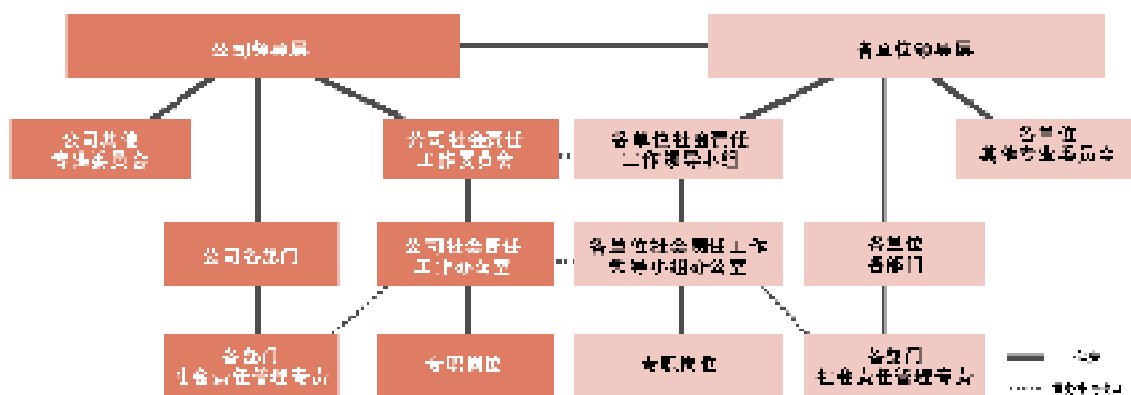 公司领导层
各单位领导层
公司其他
专业委员会
公司社会责任
工作委员会
各单位社会责任
工作领导小组
各单位
其他专业委员会
公司各部门
公司社会责任
工作办公室
各单位社会责任工作
领导小组办公室
各单位
各部门
各部门
社会责任管理专员
专职岗位
专职岗位
各部门
社会责任管理专员